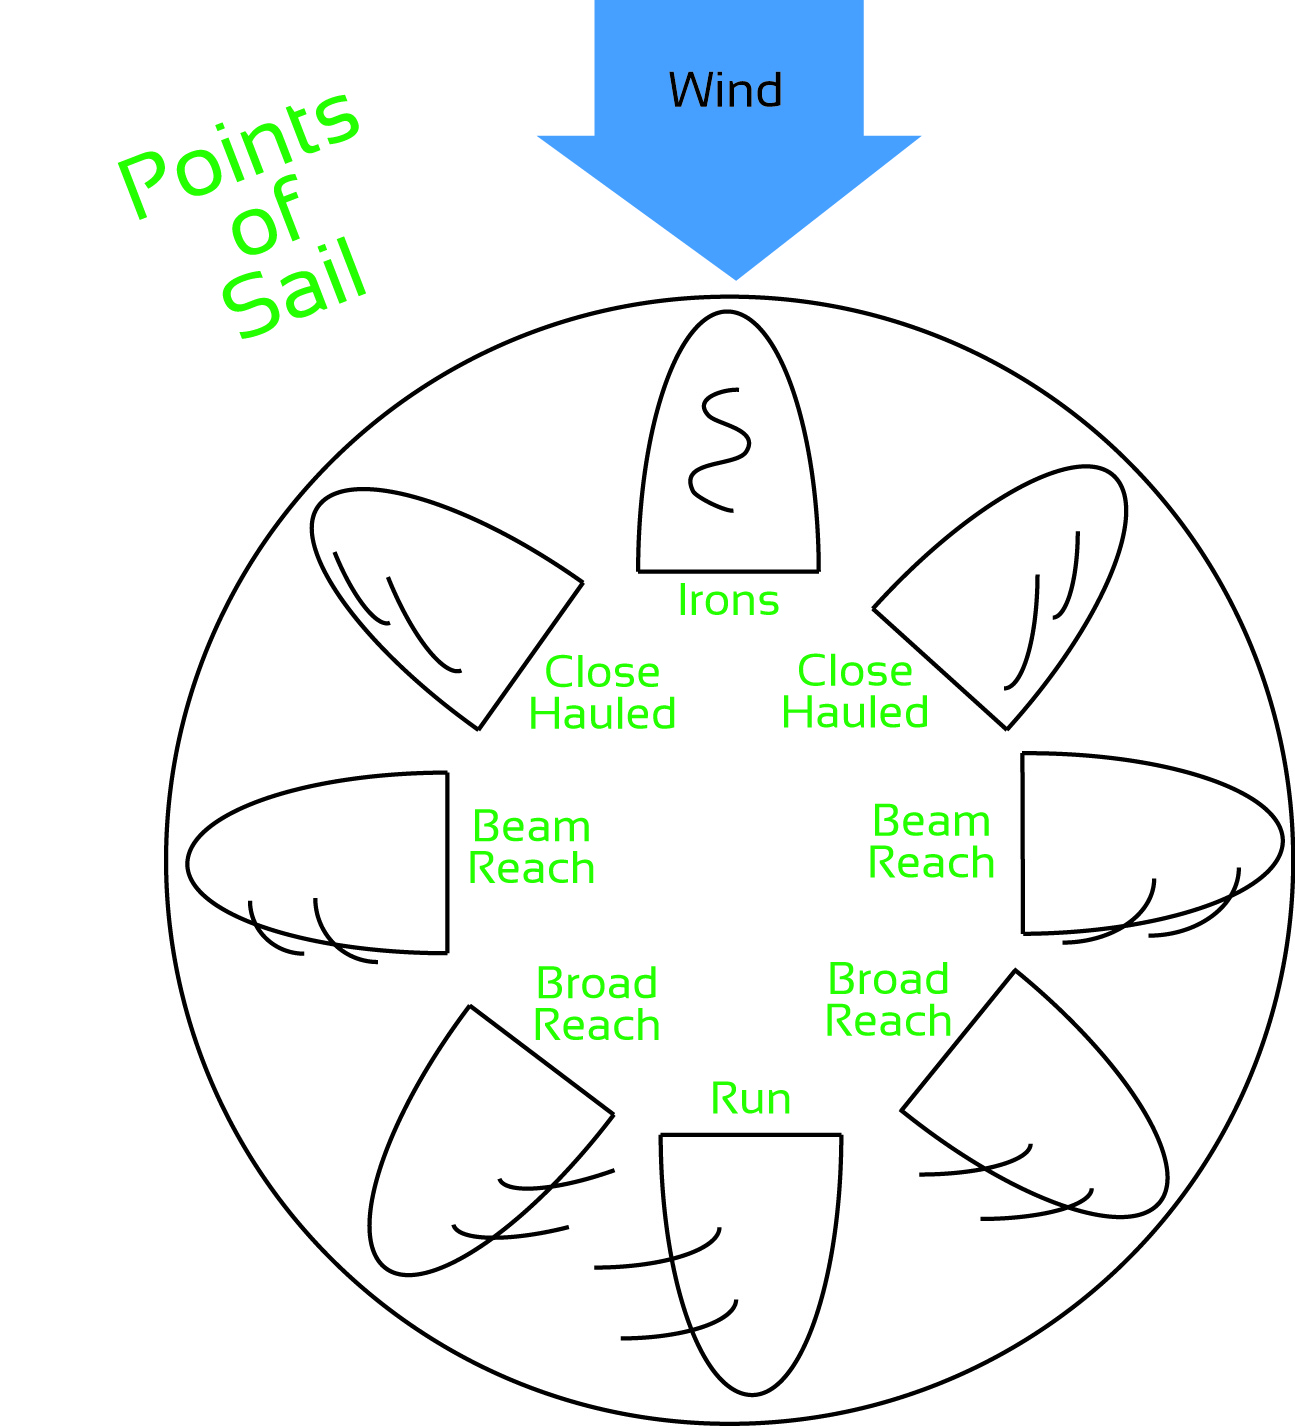 Wind
Points
of
Sail
Irons
Close
Hauled
Close
Hauled
Beam
Reach
Beam
Reach
Broad
Reach
Broad
Reach
Run